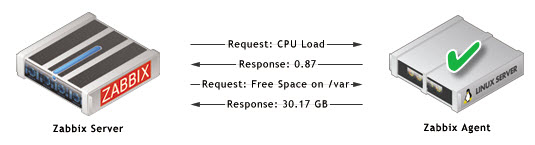 Request: CPU Load
Response: 0.87
Request: Free Space on /var
Response: 30.17 GB
ZABBIX
LINUX SERVER
Zabbix Server
Zabbix Agent